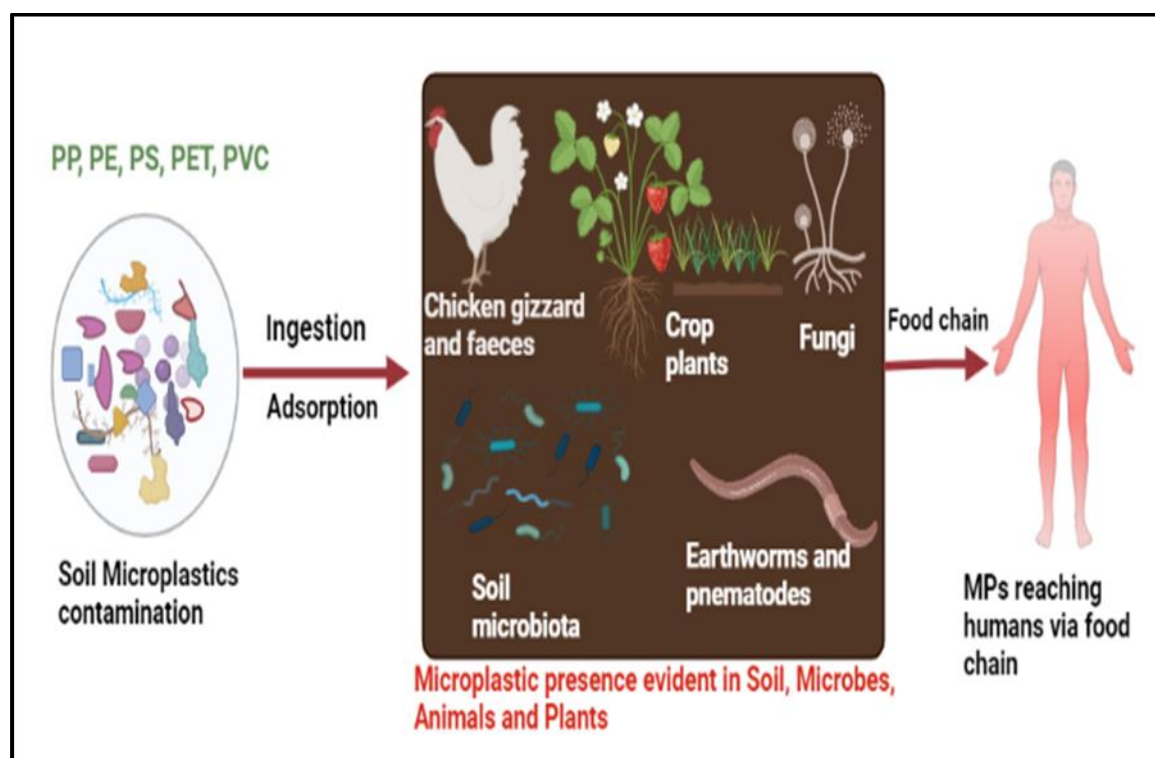 PP, PE, PS, PET, PVC
Soil Microplastics
contamination
Ingestion
Adsorption
Chicken gizzard
and faeces
Crop
plants
Fungi
Soil
microbiota
Earthworms and
pnematodes
Microplastic presence evident in Soil, Microbes,
Animals and Plants
Food chain
MPs reaching
humans via food
chain